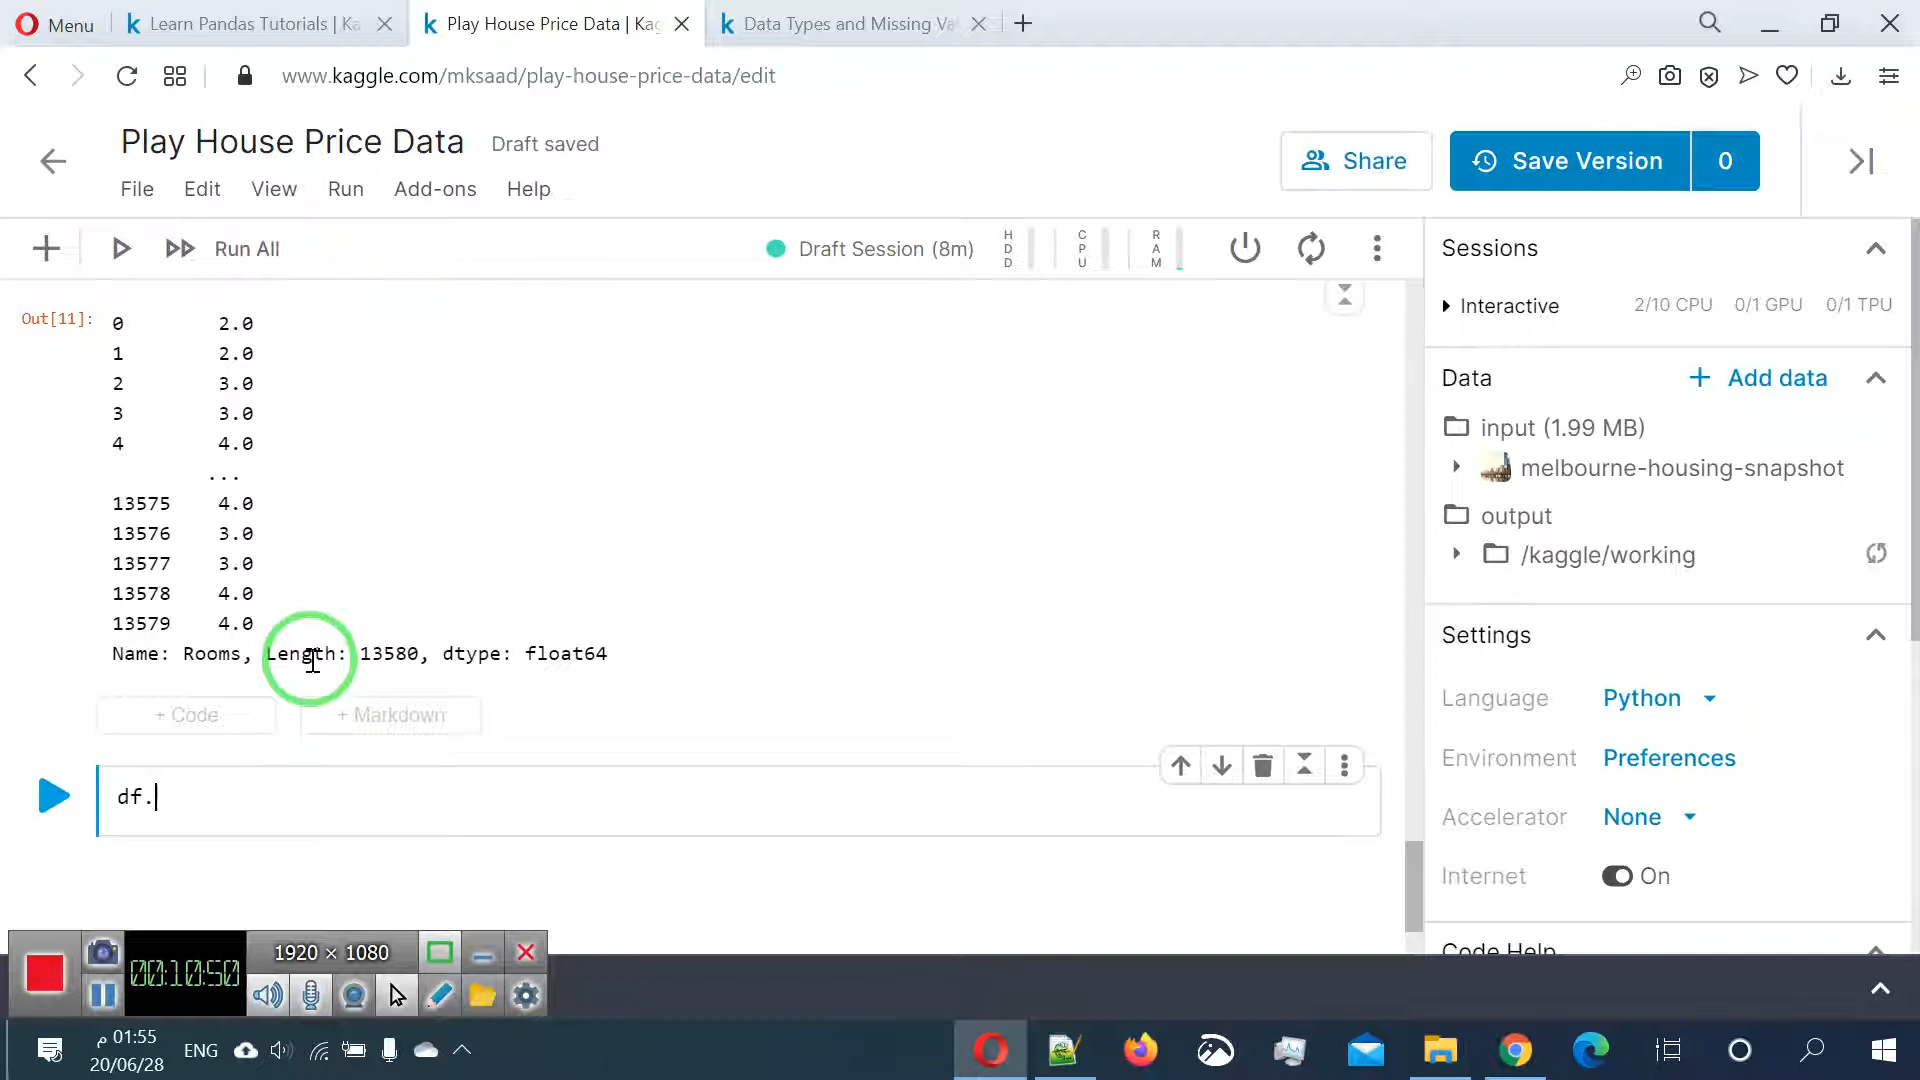 Menu
Learn Pandas Tutorials | Ka
Play House Price Data | Kag
Data Types and Missing Va
www.kaggle.com/mksaad/play-house-price-data/edit
Play House Price Data
Draft saved
File Edit View Run Add-ons Help
Share
Save Version
0
Run All
Draft Session (8m)
HDD
CPU
RAM
Out[11]:
0 2.0
1 2.0
2 3.0
3 3.0
4 4.0
...
13575 4.0
13576 3.0
13577 3.0
13578 4.0
13579 4.0
Name: Rooms, Length: 13580, dtype: float64
+ Code
+ Markdown
df.
Sessions
Interactive 2/10 CPU 0/1 GPU 0/1 TPU
Data
+ Add data
input (1.99 MB)
melbourne-housing-snapshot
output
/kaggle/working
Settings
Language Python
Environment Preferences
Accelerator None
Internet On
Code Help
1920 × 1080
00:10:50
01:55 م
20/06/28
ENG